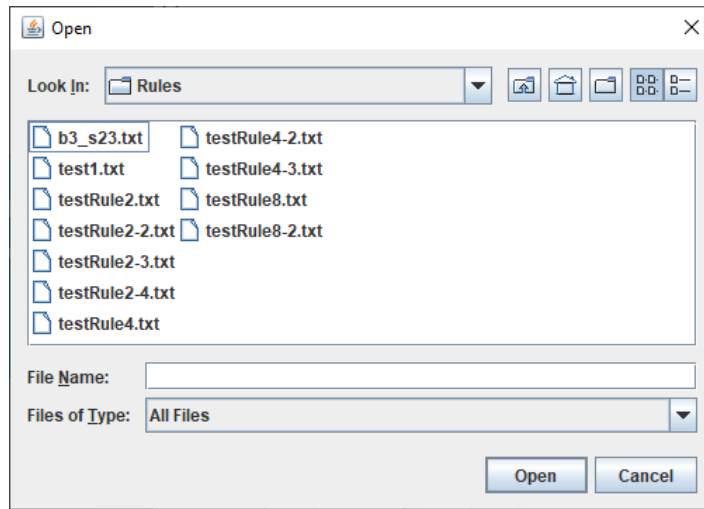 Open
Look In: Rules
b3_s23.txt
test1.txt
testRule2.txt
testRule2-2.txt
testRule2-3.txt
testRule2-4.txt
testRule4.txt
testRule4-2.txt
testRule4-3.txt
testRule8.txt
testRule8-2.txt
File Name:
Files of Type: All Files
Open Cancel